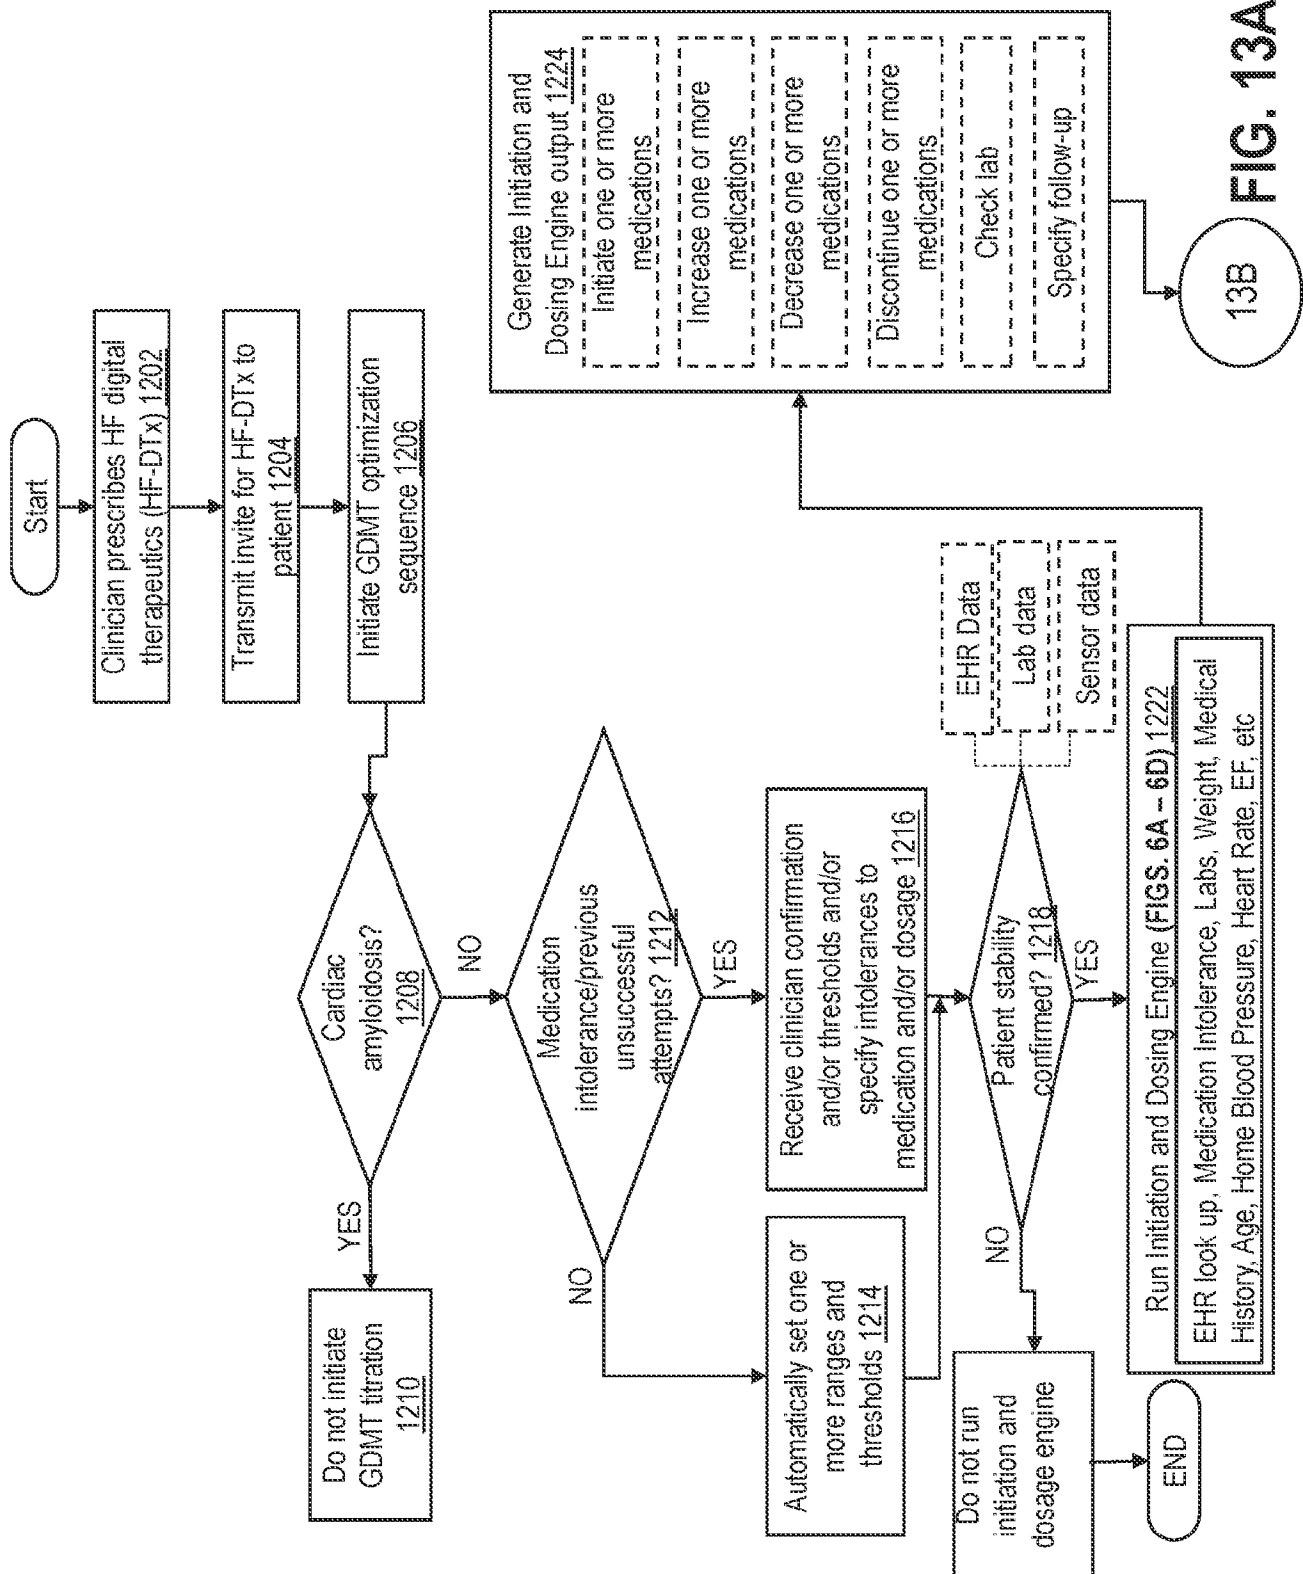 Start
Clinician prescribes HF digital
therapeutics (HF-DTx) 1202
Transmit invite for HF-DTx to
patient 1204
Initiate GDMT optimization
sequence 1206
Cardiac
amyloidosis?
1208
YES
NO
Do not initiate
GDMT titration
1210
Medication
intolerance/previous
unsuccessful
attempts? 1212
NO
YES
Automatically set one or
more ranges and
thresholds 1214
Receive clinician confirmation
and/or thresholds and/or
specify intolerances to
medication and/or dosage 1216
Patient stability
confirmed? 1218
EHR Data
Lab data
Sensor data
NO
YES
Do not run
initiation and
dosage engine
END
Run Initiation and Dosing Engine (FIGS. 6A – 6D) 1222
EHR look up, Medication Intolerance, Labs, Weight, Medical
History, Age, Home Blood Pressure, Heart Rate, EF, etc
Generate Initiation and
Dosing Engine output 1224
Initiate one or more
medications
Increase one or more
medications
Decrease one or more
medications
Discontinue one or more
medications
Check lab
Specify follow-up
13B
FIG. 13A